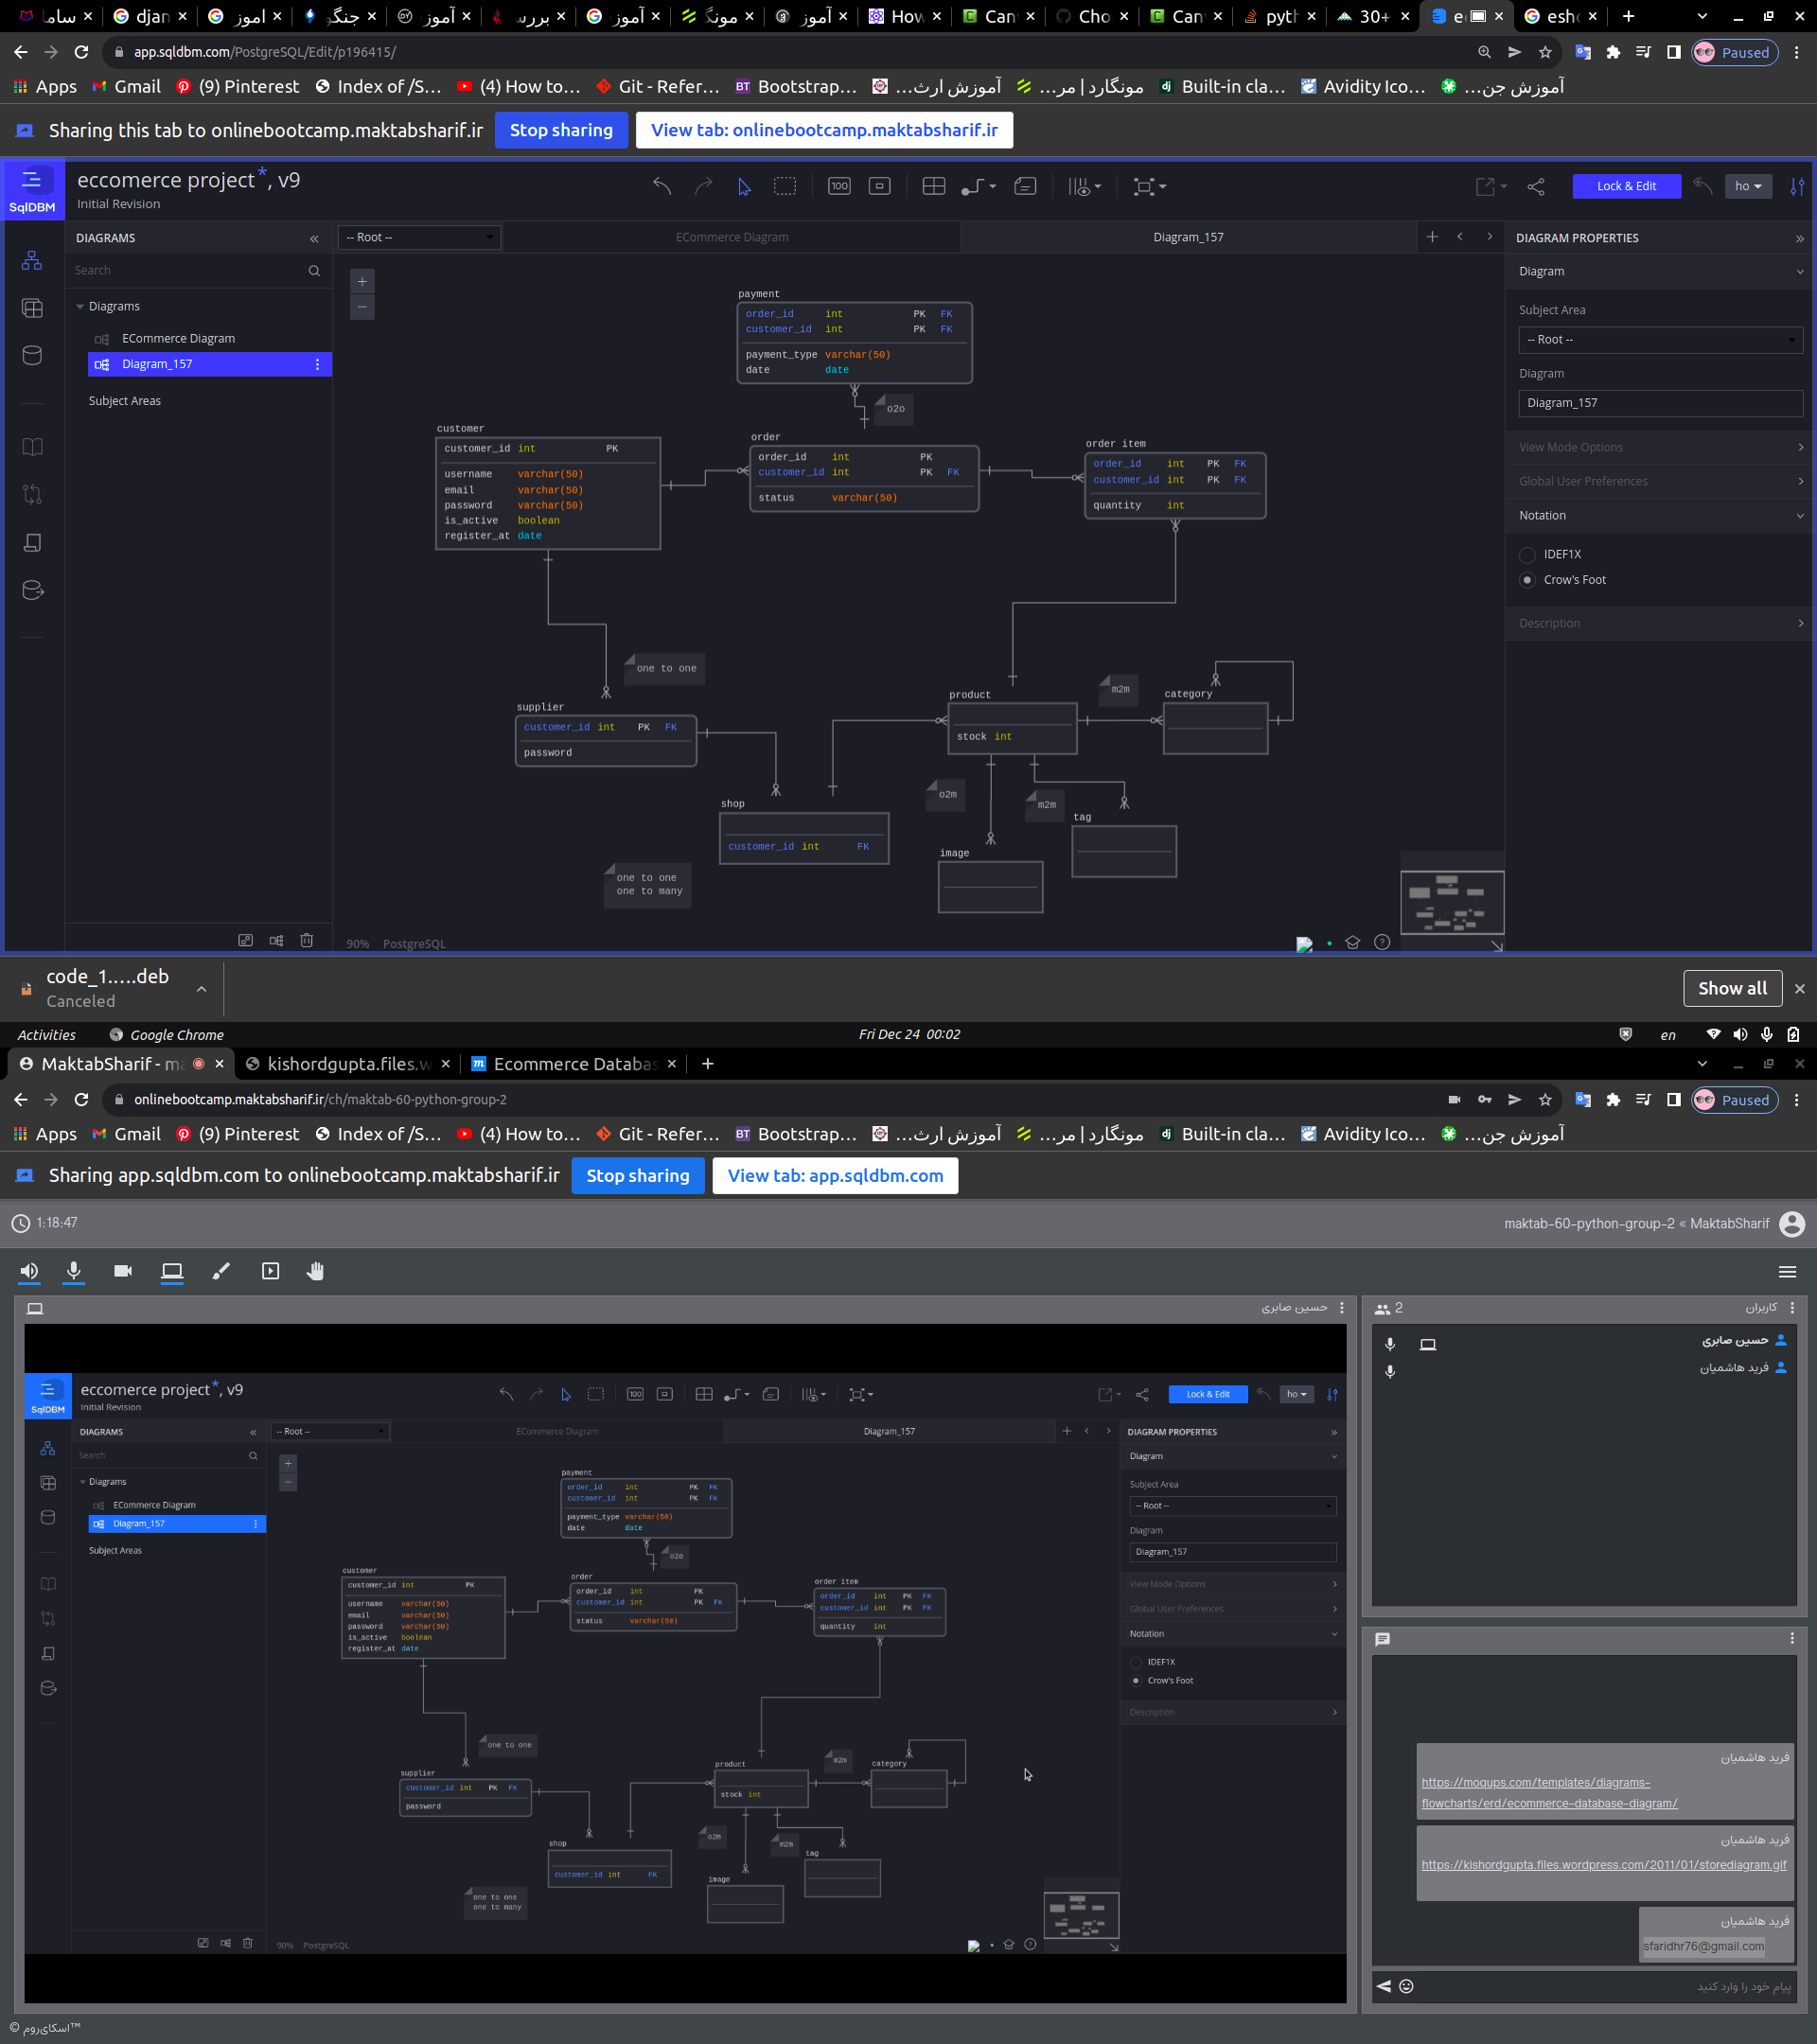 ساما
djan
آموز
اموز
جنگو
آموز
بررس
آموز
مونگ
آموز
How
Can
Cho
Can
pyth
30+
esho
app.sqldbm.com/PostgreSQL/Edit/p196415/
Paused
Apps
Gmail
(9) Pinterest
Index of /S...
(4) How to...
Git - Refer...
BT Bootstrap...
آموزش ارث...
مونگارد | مر...
dj Built-in cla...
Avidity Ico...
آموزش جن...
Sharing this tab to onlinebootcamp.maktabsharif.ir
Stop sharing
View tab: onlinebootcamp.maktabsharif.ir
SqlDBM
eccomerce project*, v9
Initial Revision
100
Lock & Edit
ho
DIAGRAMS
-- Root --
ECommerce Diagram
Diagram_157
DIAGRAM PROPERTIES
Search
Diagrams
ECommerce Diagram
Diagram_157
Subject Areas
payment
order_id int PK FK
customer_id int PK FK
payment_type varchar(50)
date date
o2o
customer
customer_id int PK
username varchar(50)
email varchar(50)
password varchar(50)
is_active boolean
register_at date
order
order_id int PK
customer_id int PK FK
status varchar(50)
order item
order_id int PK FK
customer_id int PK FK
quantity int
one to one
supplier
customer_id int PK FK
password
product
stock int
m2m
category
shop
customer_id int FK
o2m
m2m
tag
image
one to one
one to many
90% PostgreSQL
Diagram
Subject Area
-- Root --
Diagram
Diagram_157
View Mode Options
Global User Preferences
Notation
IDEF1X
Crow's Foot
Description
code_1.....deb
Canceled
Show all
Activities
Google Chrome
Fri Dec 24 00:02
en
MaktabSharif - ma
kishordgupta.files.w
Ecommerce Databas
onlinebootcamp.maktabsharif.ir/ch/maktab-60-python-group-2
Paused
Apps
Gmail
(9) Pinterest
Index of /S...
(4) How to...
Git - Refer...
BT Bootstrap...
آموزش ارث...
مونگارد | مر...
dj Built-in cla...
Avidity Ico...
آموزش جن...
Sharing app.sqldbm.com to onlinebootcamp.maktabsharif.ir
Stop sharing
View tab: app.sqldbm.com
1:18:47
maktab-60-python-group-2 « MaktabSharif
حسین صابری
SqlDBM
eccomerce project*, v9
Initial Revision
100
Lock & Edit
ho
DIAGRAMS
-- Root --
ECommerce Diagram
Diagram_157
DIAGRAM PROPERTIES
Search
Diagrams
ECommerce Diagram
Diagram_157
Subject Areas
payment
order_id int PK FK
customer_id int PK FK
payment_type varchar(50)
date date
o2o
customer
customer_id int PK
username varchar(50)
email varchar(50)
password varchar(50)
is_active boolean
register_at date
order
order_id int PK
customer_id int PK FK
status varchar(50)
order item
order_id int PK FK
customer_id int PK FK
quantity int
one to one
supplier
customer_id int PK FK
password
product
stock int
m2m
category
shop
customer_id int FK
o2m
m2m
tag
image
one to one
one to many
90% PostgreSQL
Diagram
Subject Area
-- Root --
Diagram
Diagram_157
View Mode Options
Global User Preferences
Notation
IDEF1X
Crow's Foot
Description
2
کاربران
حسین صابری
فرید هاشمیان
فرید هاشمیان
https://moqups.com/templates/diagrams-
flowcharts/erd/ecommerce-database-diagram/
فرید هاشمیان
https://kishordgupta.files.wordpress.com/2011/01/storediagram.gif
فرید هاشمیان
sfaridhr76@gmail.com
پیام خود را وارد کنید
© اسکای‌روم™